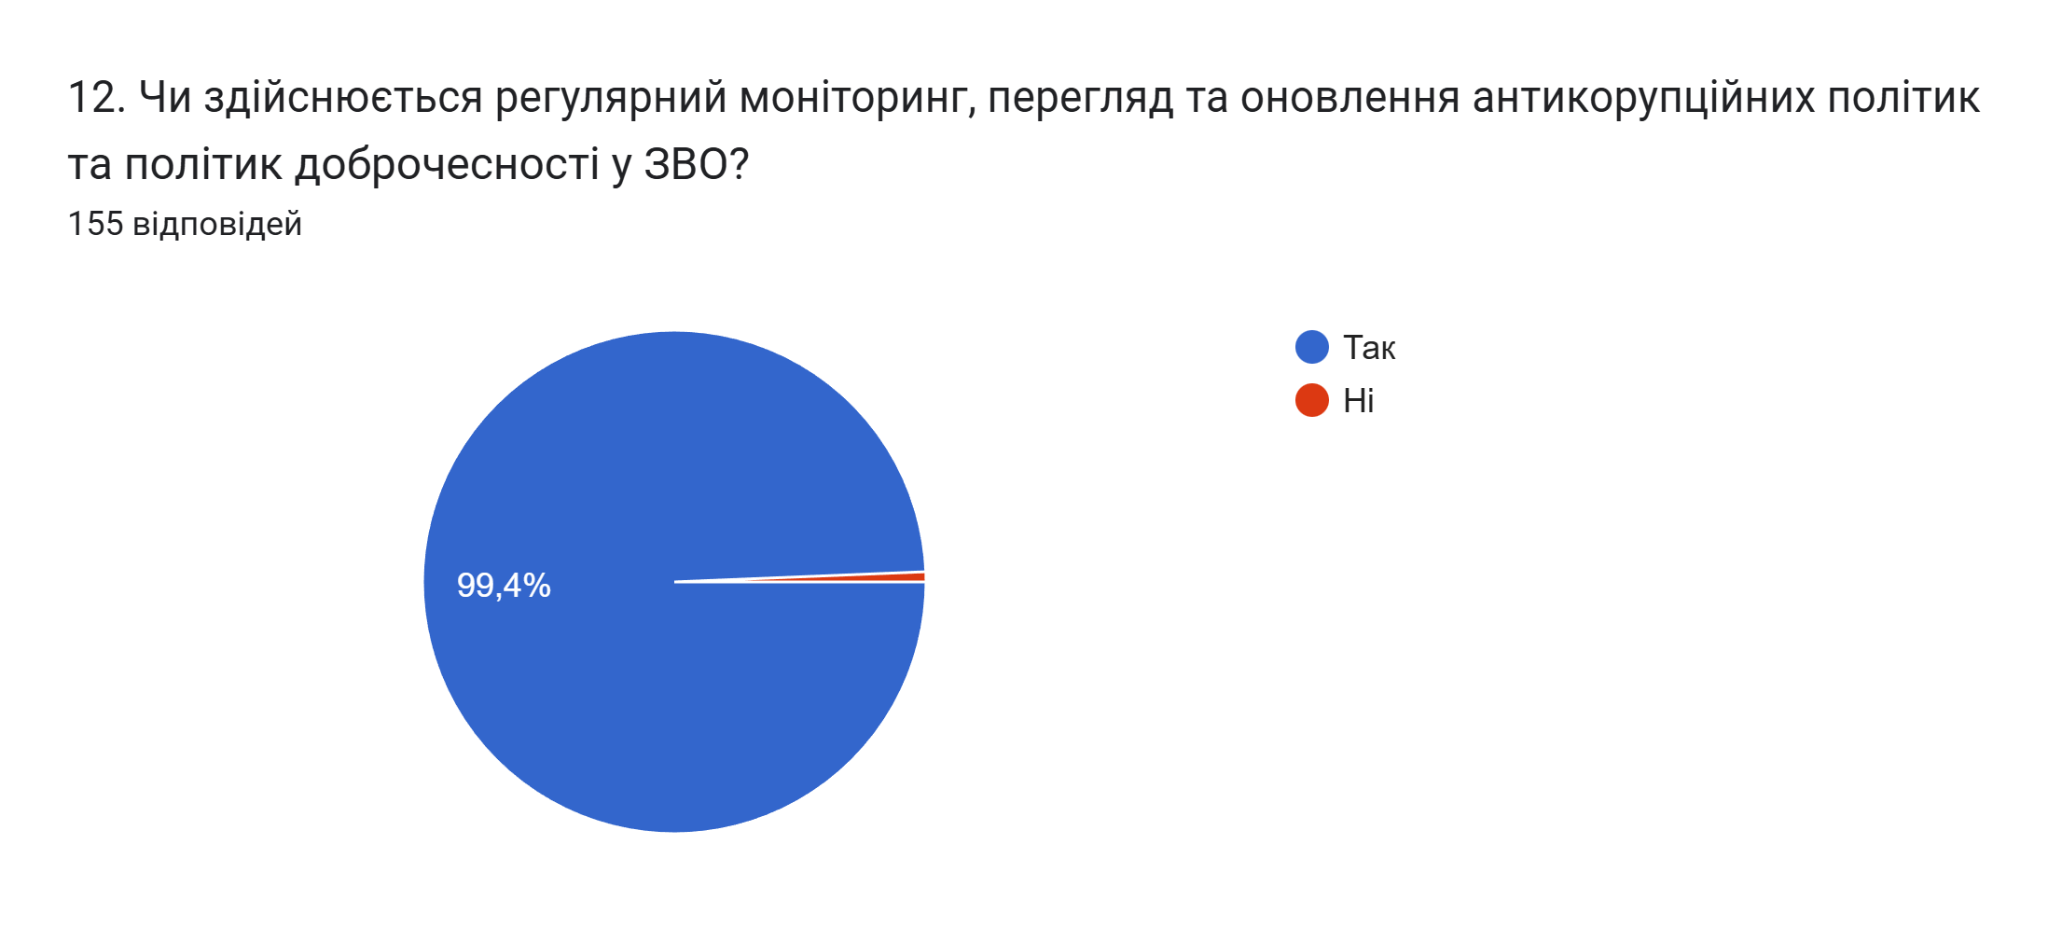 12. Чи здійснюється регулярний моніторинг, перегляд та оновлення антикорупційних політик
та політик доброчесності у ЗВО?
155 відповідей
Так
Ні
99,4%